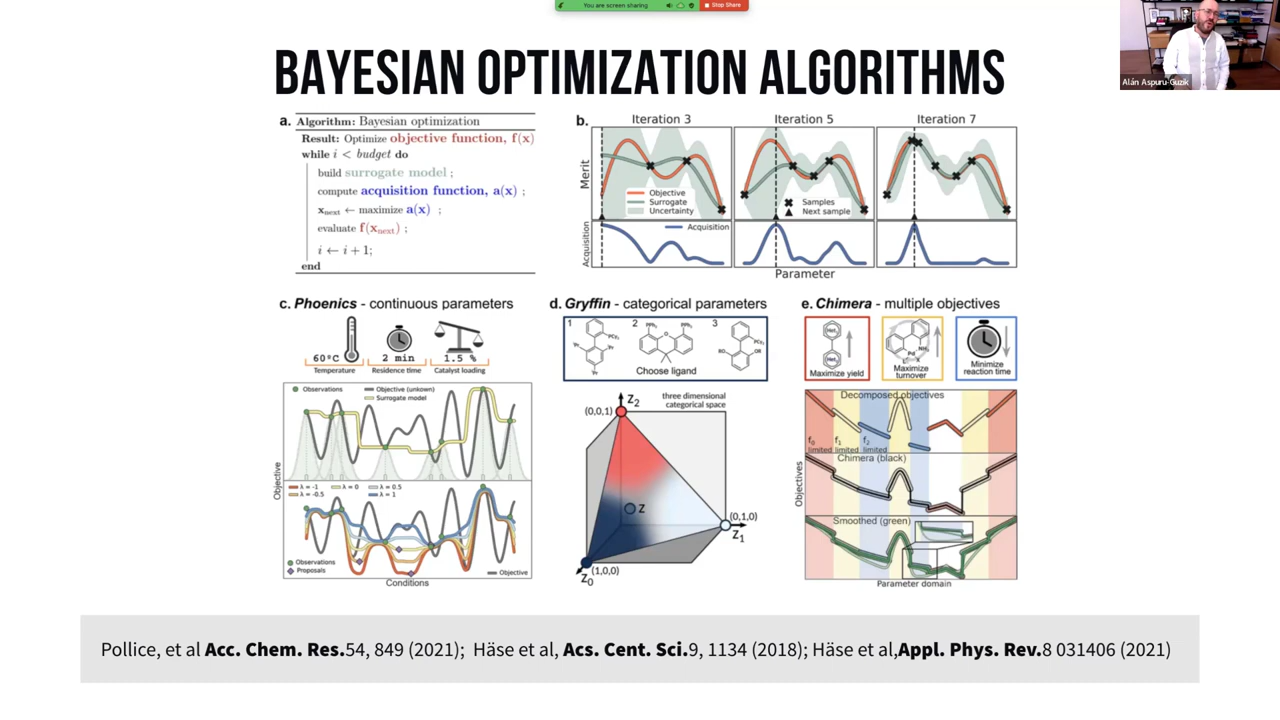 You are screen sharing
Stop Share
Alán Aspuru-Guzik
BAYESIAN OPTIMIZATION ALGORITHMS
a. Algorithm: Bayesian optimization
Result: Optimize objective function, f(x)
while i < budget do
build surrogate model ;
compute acquisition function, a(x) ;
xnext ← maximize a(x) ;
evaluate f(xnext) ;
i ← i + 1;
end
b.
Iteration 3
Iteration 5
Iteration 7
Merit
Objective
Surrogate
Uncertainty
Samples
Next sample
Acquisition
Acquisition
Parameter
c. Phoenics - continuous parameters
60ºC
2 min
1.5 %
Temperature
Residence time
Catalyst loading
Observations
Objective (unknown)
Surrogate model
Objective
λ = -1
λ = 0
λ = 0.5
λ = -0.5
λ = 1
Observations
Proposals
Objective
Conditions
d. Gryffin - categorical parameters
1
2
3
Choose ligand
three dimensional
categorical space
Z2
(0,0,1)
Z
(0,1,0)
Z1
(1,0,0)
Z0
e. Chimera - multiple objectives
Maximize yield
Maximize
turnover
Minimize
reaction time
Decomposed objectives
f0
limited
f1
limited
f2
limited
Chimera (black)
Objectives
Smoothed (green)
Parameter domain
Pollice, et al Acc. Chem. Res.54, 849 (2021); Häse et al, Acs. Cent. Sci.9, 1134 (2018); Häse et al,Appl. Phys. Rev.8 031406 (2021)